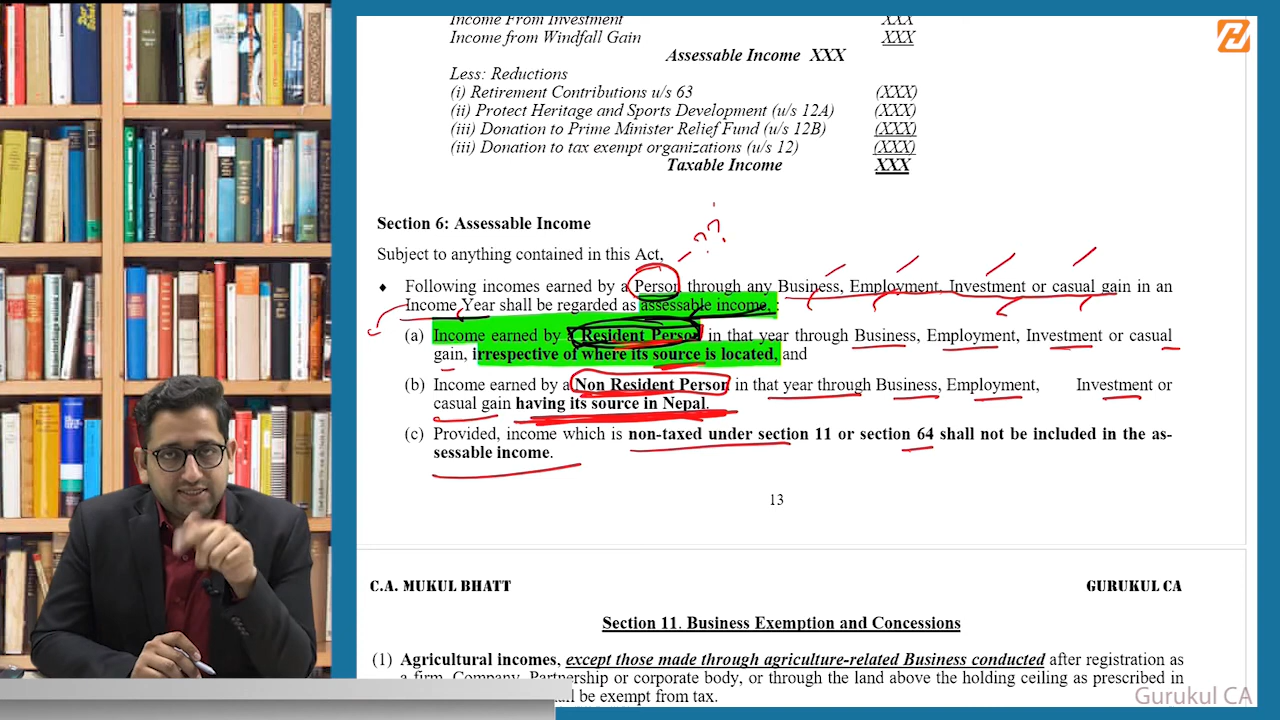 Income From Investment XXX
Income from Windfall Gain XXX
Assessable Income XXX
Less: Reductions
(i) Retirement Contributions u/s 63 (XXX)
(ii) Protect Heritage and Sports Development (u/s 12A) (XXX)
(iii) Donation to Prime Minister Relief Fund (u/s 12B) (XXX)
(iii) Donation to tax exempt organizations (u/s 12) (XXX)
Taxable Income XXX
Section 6: Assessable Income
??
Subject to anything contained in this Act,
♦ Following incomes earned by a Person through any Business, Employment, Investment or casual gain in an
Income Year shall be regarded as assessable income, :
(a) Income earned by a Resident Person in that year through Business, Employment, Investment or casual
gain, irrespective of where its source is located, and
(b) Income earned by a Non Resident Person in that year through Business, Employment, Investment or
casual gain having its source in Nepal.
(c) Provided, income which is non-taxed under section 11 or section 64 shall not be included in the as-
sessable income.
13
C.A. MUKUL BHATT GURUKUL CA
Section 11. Business Exemption and Concessions
(1) Agricultural incomes, except those made through agriculture-related Business conducted after registration as
a firm, Company, Partnership or corporate body, or through the land above the holding ceiling as prescribed in
be exempt from tax.
Gurukul CA